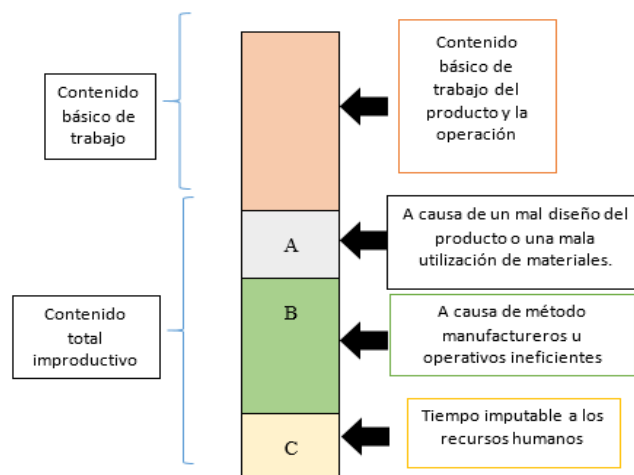 Contenido
básico de
trabajo
Contenido
básico de
trabajo del
producto y la
operación
A
A causa de un mal diseño del
producto o una mala
utilización de materiales.
Contenido
total
improductivo
B
A causa de método
manufactureros u
operativos ineficientes
C
Tiempo imputable a los
recursos humanos